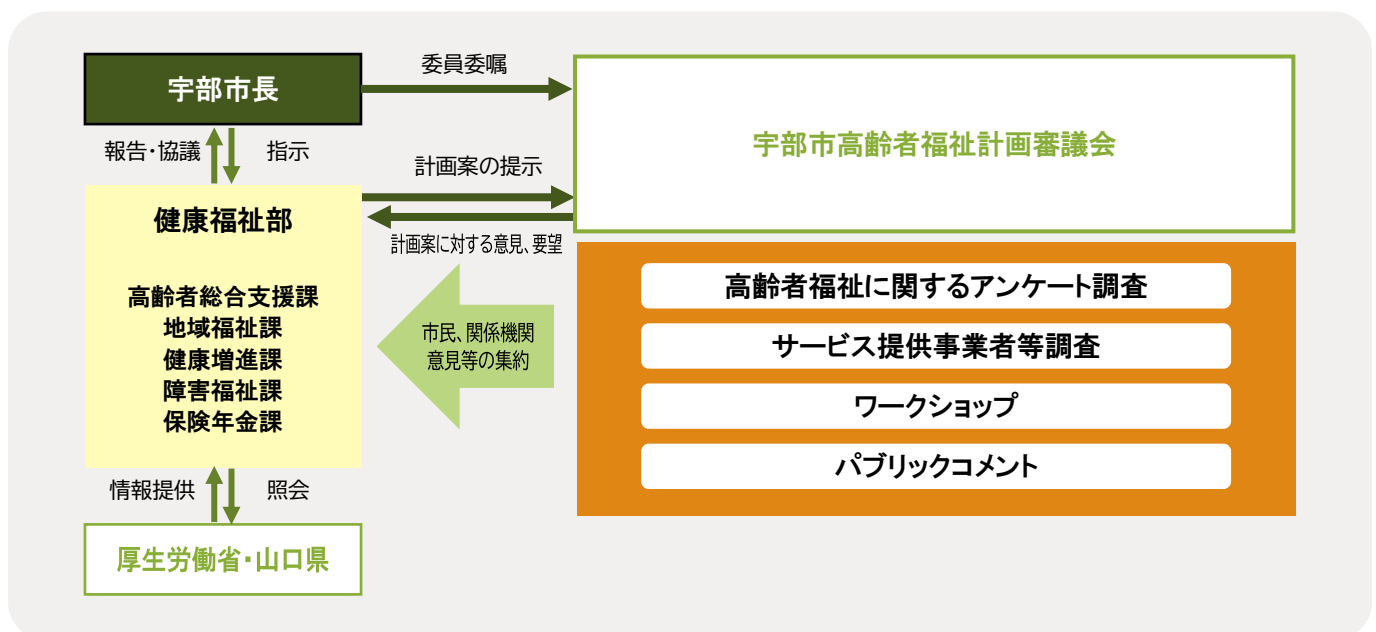 宇部市長
委員委嘱
宇部市高齢者福祉計画審議会
報告・協議
指示
計画案の提示
計画案に対する意見、要望
健康福祉部
高齢者総合支援課
地域福祉課
健康増進課
障害福祉課
保険年金課
市民、関係機関
意見等の集約
高齢者福祉に関するアンケート調査
サービス提供事業者等調査
ワークショップ
パブリックコメント
情報提供
照会
厚生労働省・山口県